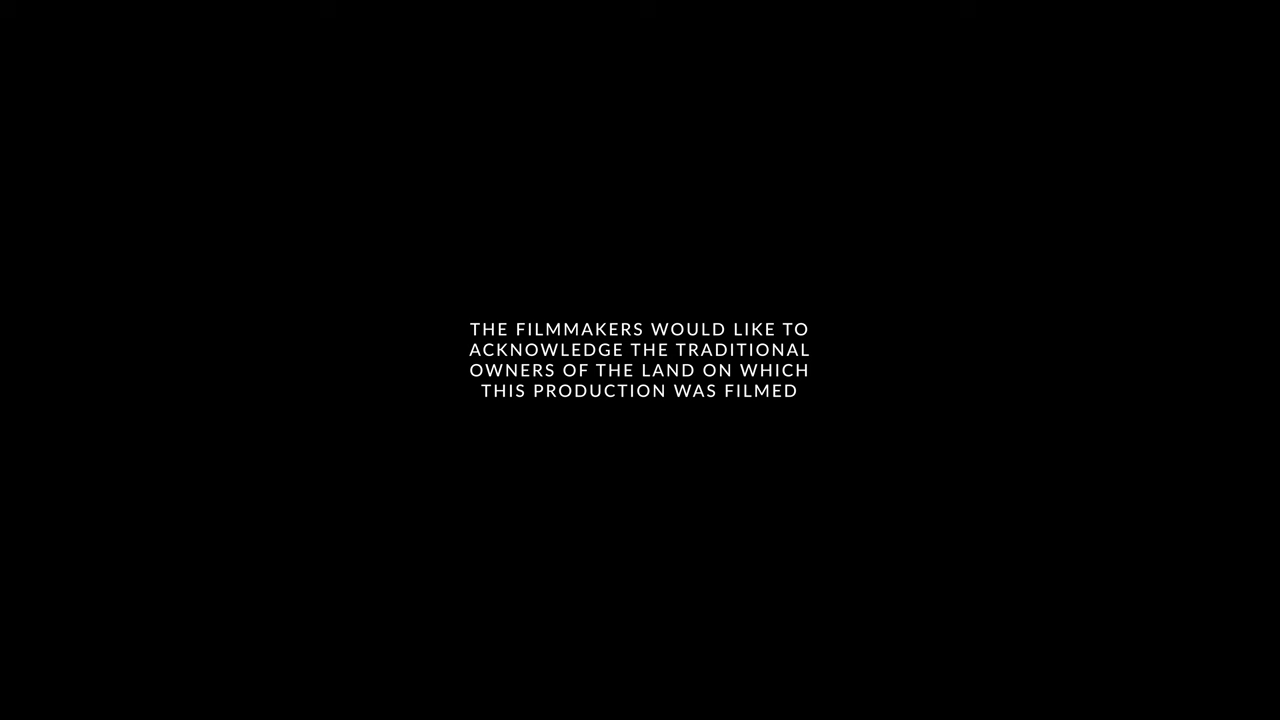 THE FILMMAKERS WOULD LIKE TO
ACKNOWLEDGE THE TRADITIONAL
OWNERS OF THE LAND ON WHICH
THIS PRODUCTION WAS FILMED